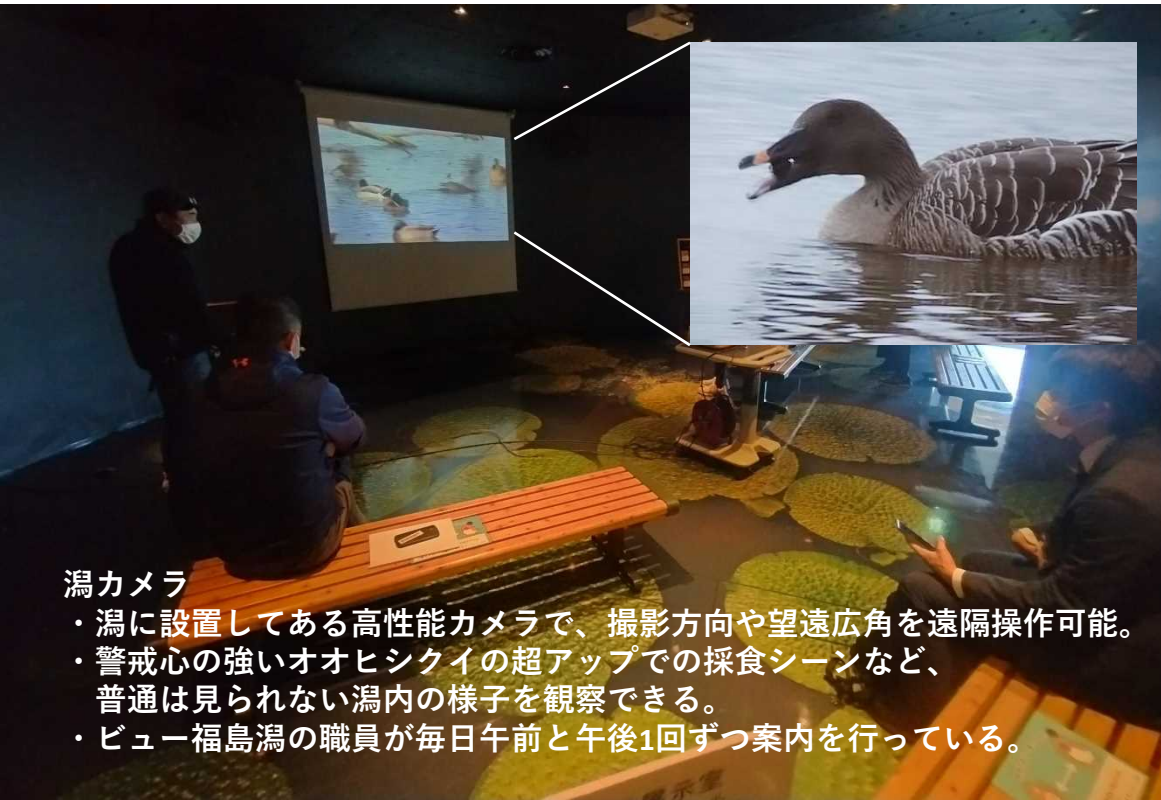 潟カメラ
・潟に設置してある高性能カメラで、撮影方向や望遠広角を遠隔操作可能。
・警戒心の強いオオヒシクイの超アップでの採食シーンなど、
普通は見られない潟内の様子を観察できる。
・ビュー福島潟の職員が毎日午前と午後1回ずつ案内を行っている。
示室